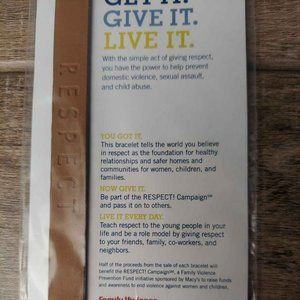 GET IT.
GIVE IT.
LIVE IT.
With the simple act of giving respect,
you have the power to help prevent
domestic violence, sexual assault,
and child abuse.
RESPECT
YOU GOT IT.
This bracelet tells the world you believe
in respect as the foundation for healthy
relationships and safer homes and
communities for women, children, and
families.
NOW GIVE IT.
Be part of the RESPECT! Campaign℠
and pass it on to others.
LIVE IT EVERY DAY.
Teach respect to the young people in your
life and be a role model by giving respect
to your friends, family, co-workers, and
neighbors.
Half of the proceeds from the sale of each bracelet will
benefit the RESPECT! Campaign℠, a Family Violence
Prevention Fund initiative sponsored by Macy's to raise funds
and awareness to end violence against women and children.
Family Violence